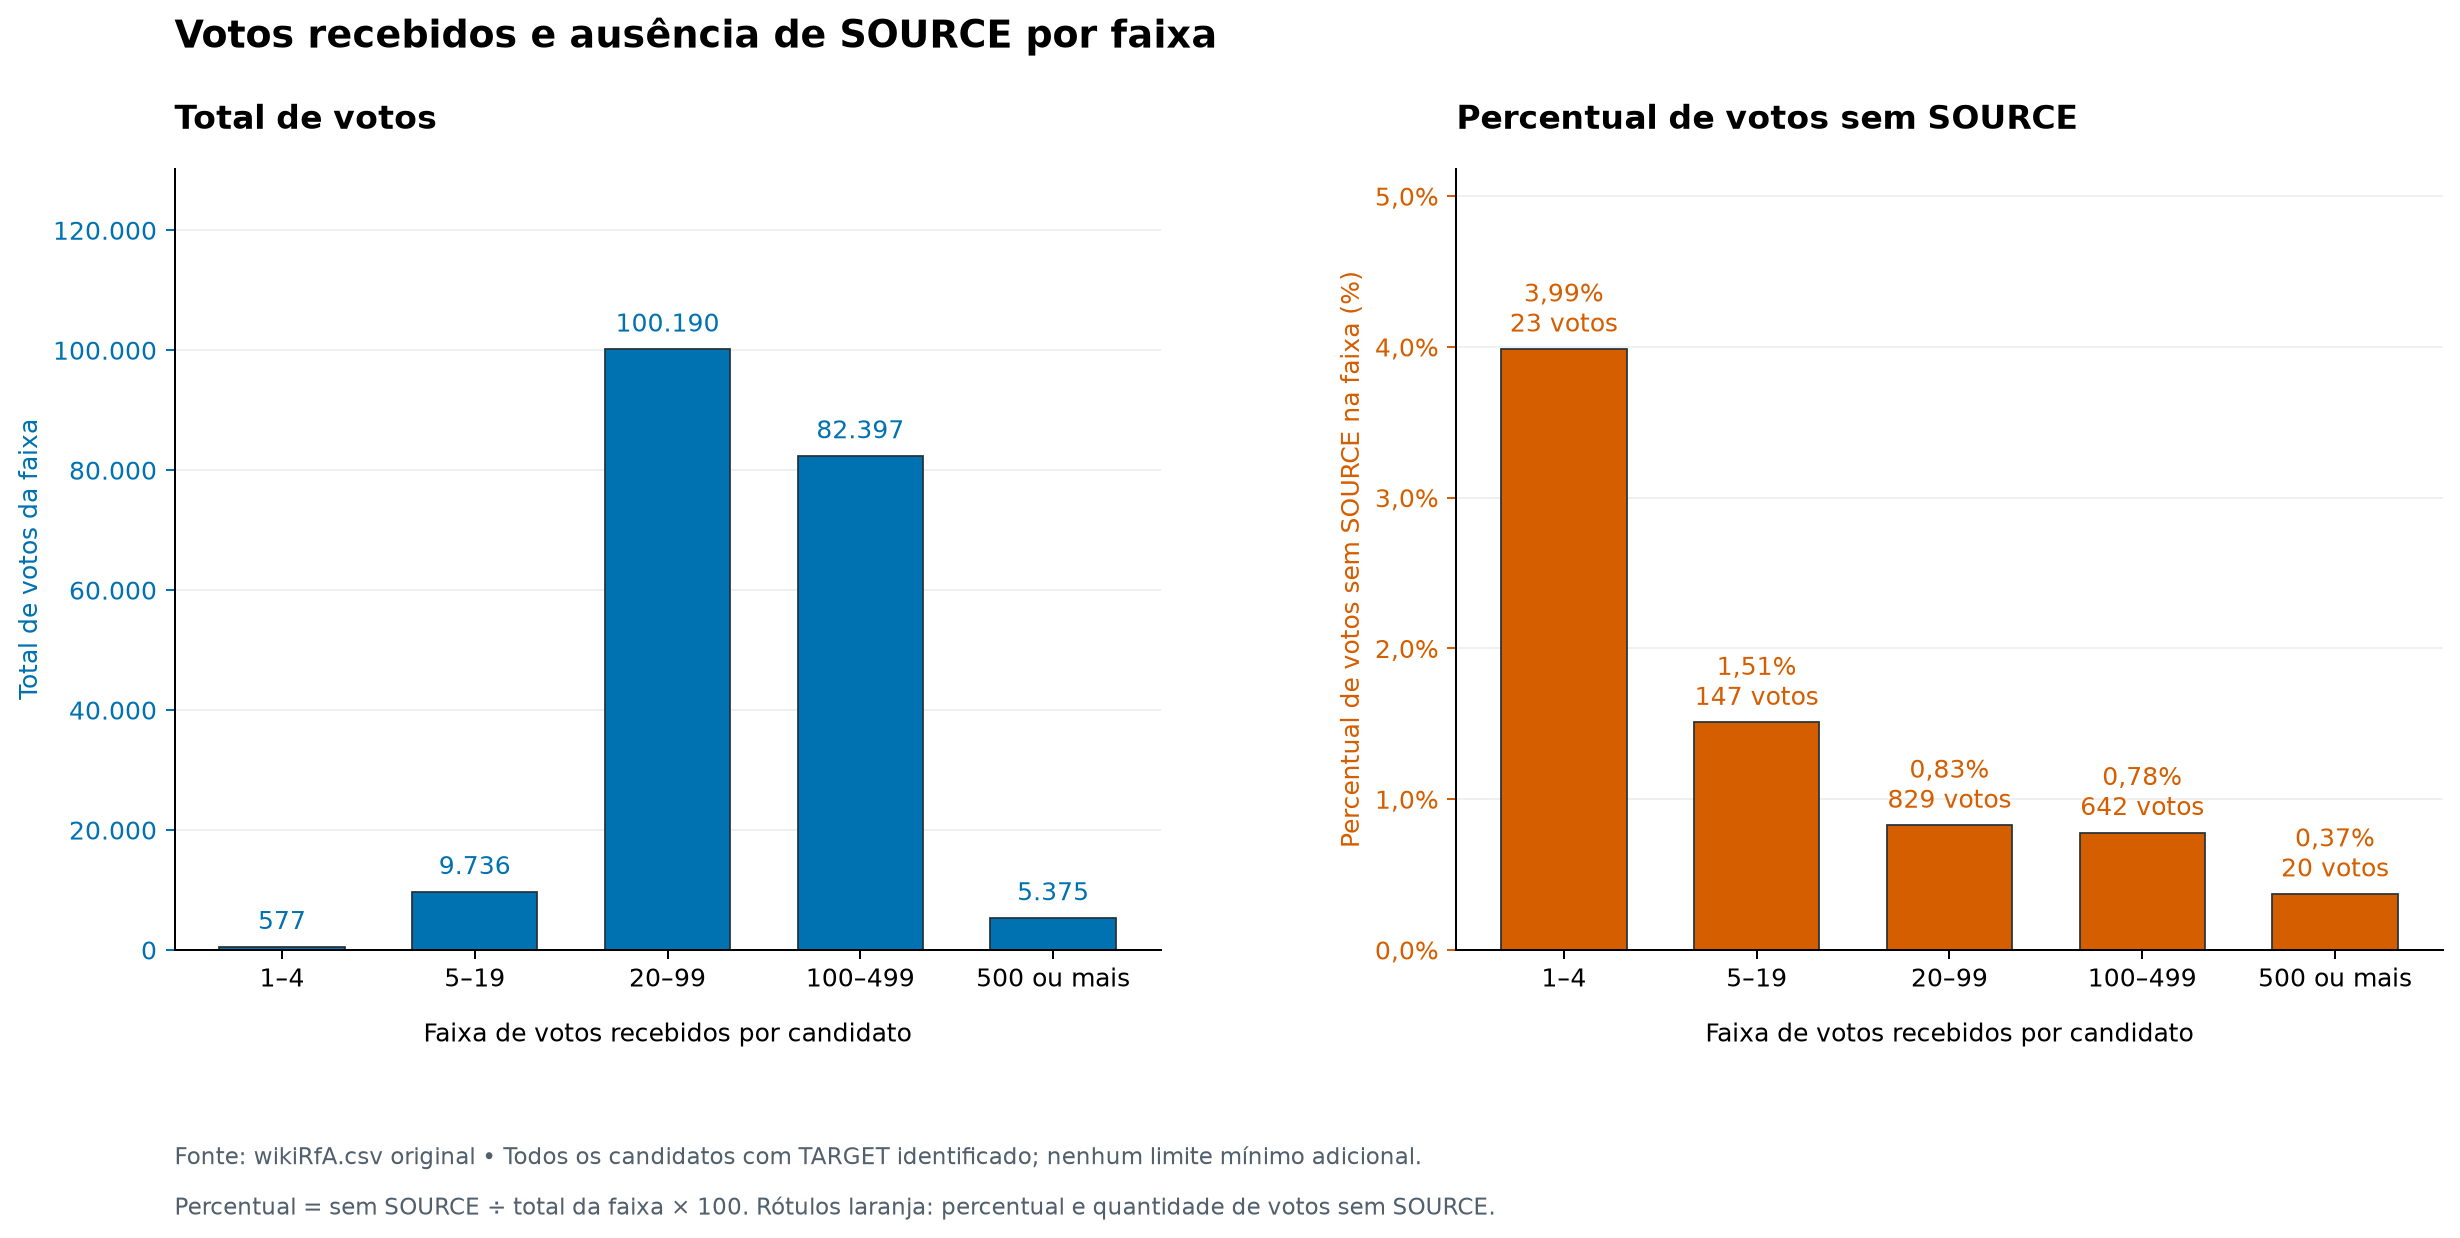 Votos recebidos e ausência de SOURCE por faixa
Total de votos
Total de votos da faixa
120.000
100.000
80.000
60.000
40.000
20.000
0
577
9.736
100.190
82.397
5.375
1–4
5–19
20–99
100–499
500 ou mais
Faixa de votos recebidos por candidato
Percentual de votos sem SOURCE
Percentual de votos sem SOURCE na faixa (%)
5,0%
4,0%
3,0%
2,0%
1,0%
0,0%
3,99%
23 votos
1,51%
147 votos
0,83%
829 votos
0,78%
642 votos
0,37%
20 votos
1–4
5–19
20–99
100–499
500 ou mais
Faixa de votos recebidos por candidato
Fonte: wikiRfA.csv original • Todos os candidatos com TARGET identificado; nenhum limite mínimo adicional.
Percentual = sem SOURCE ÷ total da faixa × 100. Rótulos laranja: percentual e quantidade de votos sem SOURCE.